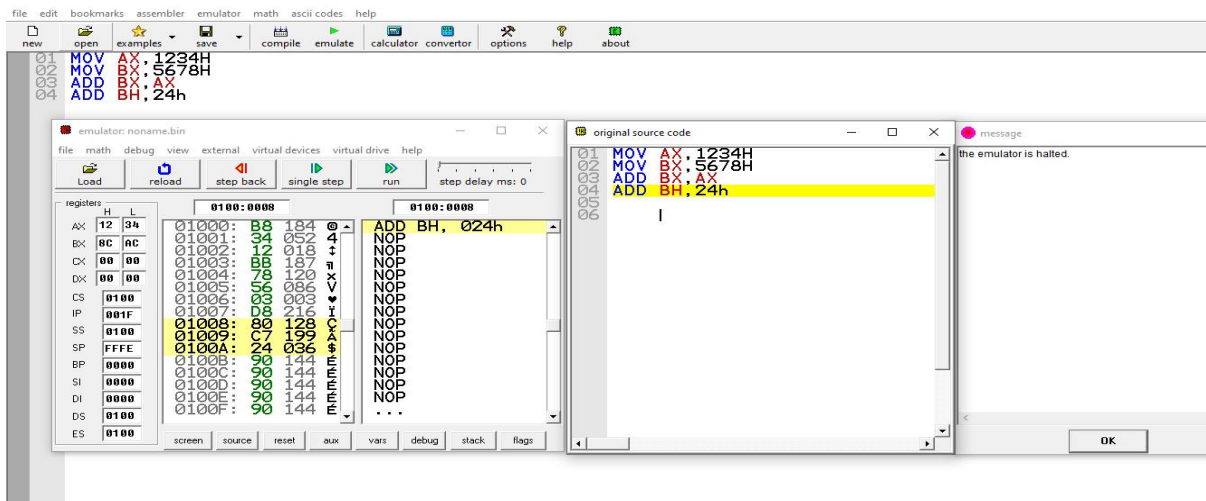 file edit bookmarks assembler emulator math ascii codes help
new open examples save compile emulate calculator convertor options help about
01 MOV AX,1234H
02 MOV BX,5678H
03 ADD BX,AX
04 ADD BH,24h
emulator: noname.bin
file math debug view external virtual devices virtual drive help
Load reload step back single step run step delay ms: 0
registers
H L
0100:0008 0100:0008
AX 12 34
BX 8C AC
CX 00 00
DX 00 00
CS 0100
IP 001F
SS 0100
SP FFFE
BP 0000
SI 0000
DI 0000
DS 0100
ES 0100
01000: B8 184
01001: 34 052 4
01002: 12 018 ↕
01003: BB 187 ╗
01004: 78 120 x
01005: 56 086 V
01006: 03 003 ♥
01007: D8 216 Ï
01008: 80 128 Ç
01009: C7 199
0100A: 24 036 $
0100B: 90 144 É
0100C: 90 144 É
0100D: 90 144 É
0100E: 90 144 É
0100F: 90 144 É
ADD BH, 024h
NOP
NOP
NOP
NOP
NOP
NOP
NOP
NOP
NOP
NOP
NOP
NOP
NOP
NOP
...
screen source reset aux vars debug stack flags
original source code
01 MOV AX,1234H
02 MOV BX,5678H
03 ADD BX,AX
04 ADD BH,24h
05
06
message
the emulator is halted.
OK